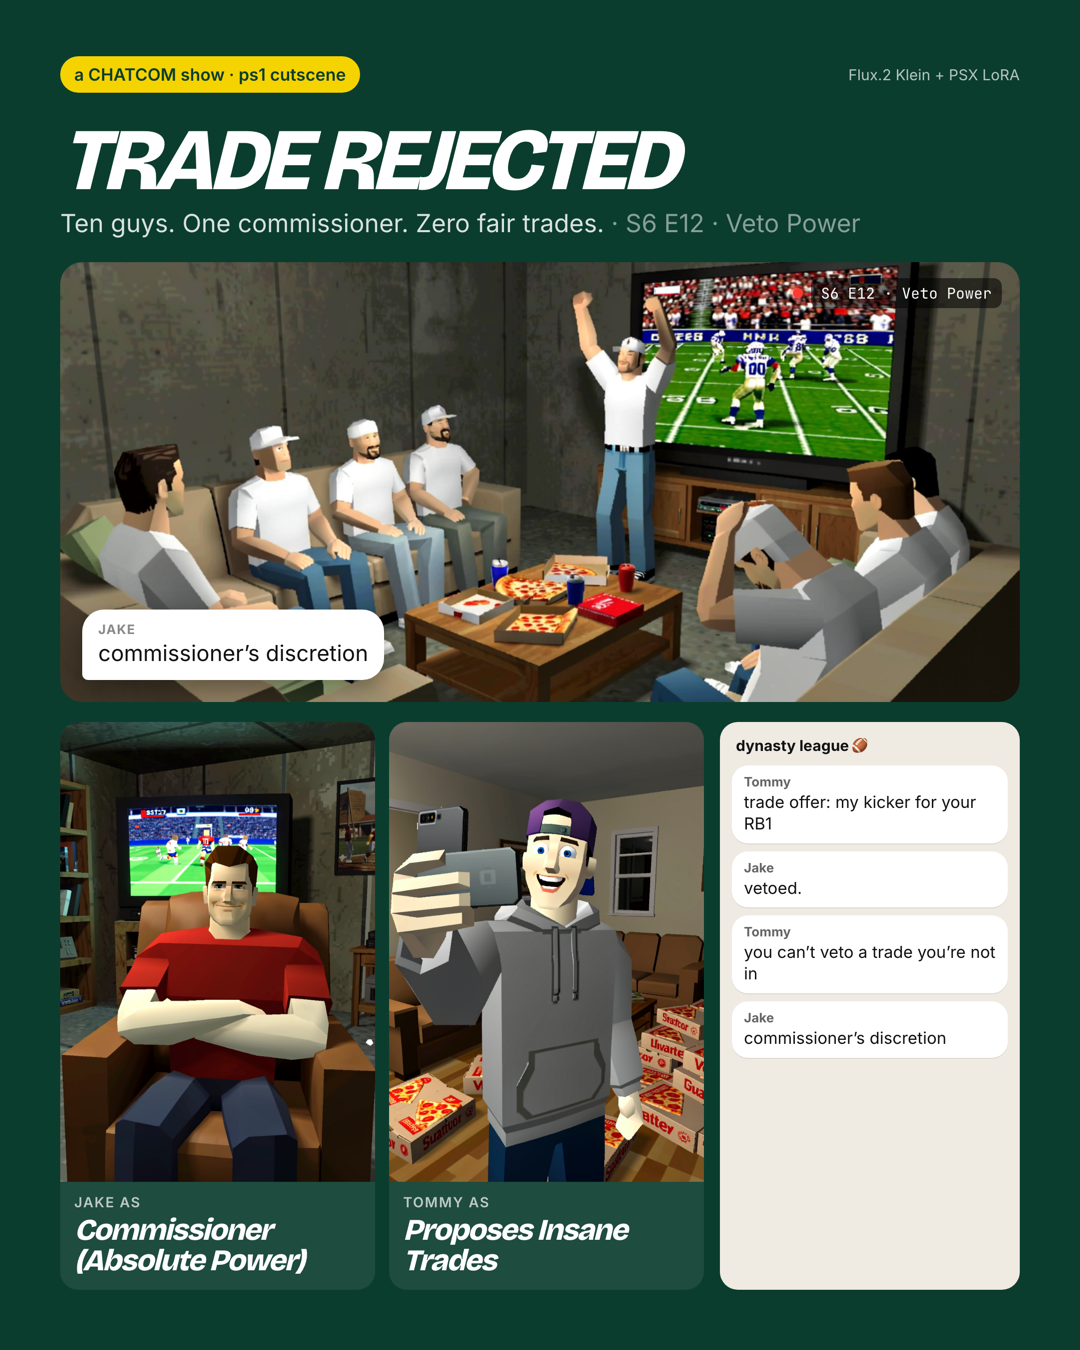 a CHATCOM show · ps1 cutscene
Flux.2 Klein + PSX LoRA
TRADE REJECTED
Ten guys. One commissioner. Zero fair trades. · S6 E12 · Veto Power
S6 E12 · Veto Power
00
JAKE
commissioner’s discretion
dynasty league🏈
Tommy
trade offer: my kicker for your
RB1
Jake
vetoed.
Tommy
you can’t veto a trade you’re not
in
Jake
commissioner’s discretion
JAKE AS
Commissioner
(Absolute Power)
TOMMY AS
Proposes Insane
Trades